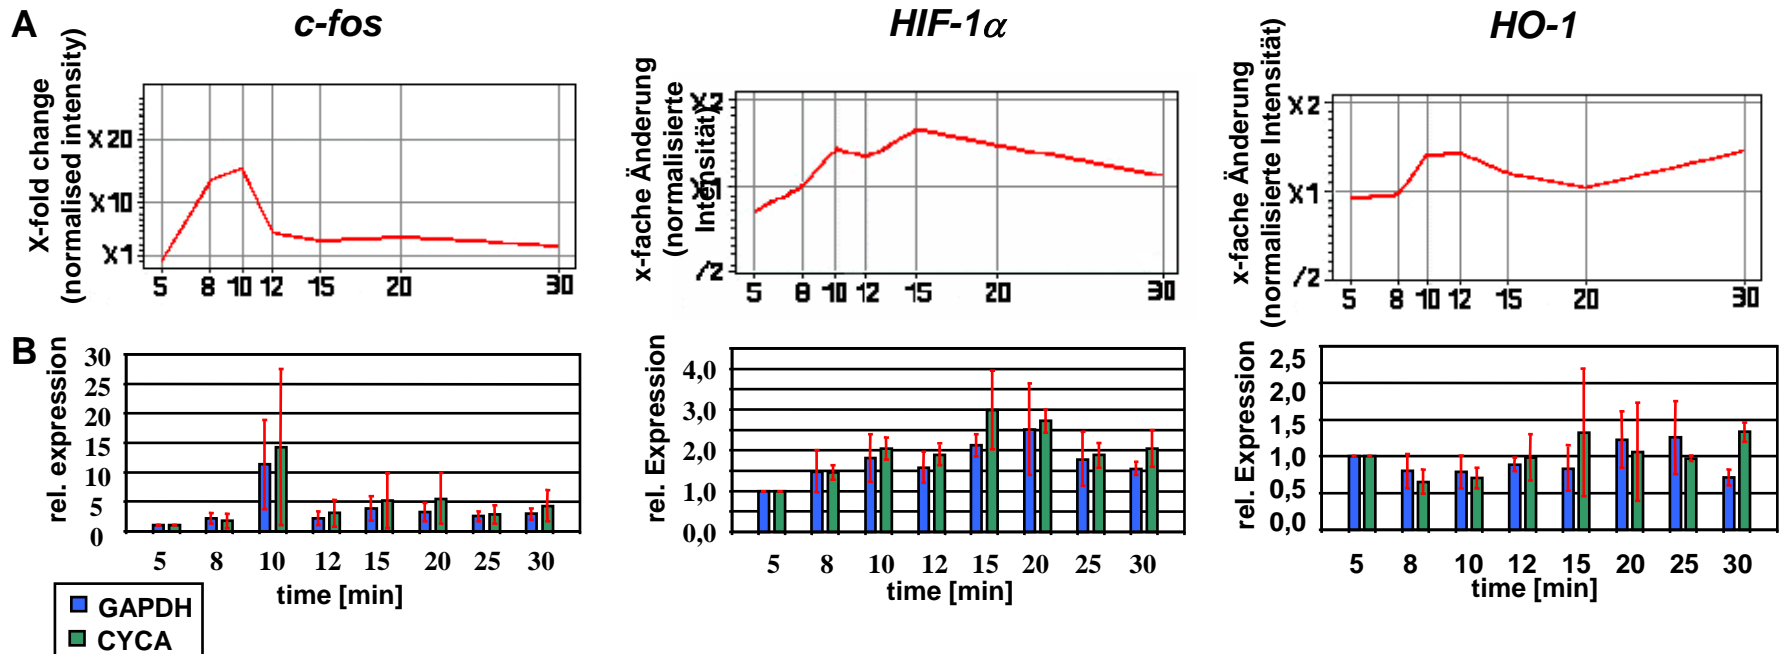 A
c-fos
HIF-1α
HO-1
X-fold change
(normalised intensity)
X20
X10
X1
5 8 10 12 15 20 30
x-fache Änderung
(normalisierte
Intensität)
X2
X1
/2
5 8 10 12 15 20 30
x-fache Änderung
(normalisierte Intensität)
X2
X1
/2
5 8 10 12 15 20 30
B
rel. expression
30
25
20
15
10
5
0
5 8 10 12 15 20 25 30
time [min]
rel. Expression
4,0
3,0
2,0
1,0
0,0
5 8 10 12 15 20 25 30
time [min]
rel. Expression
2,5
2,0
1,5
1,0
0,5
0,0
5 8 10 12 15 20 25 30
time [min]
GAPDH
CYCA